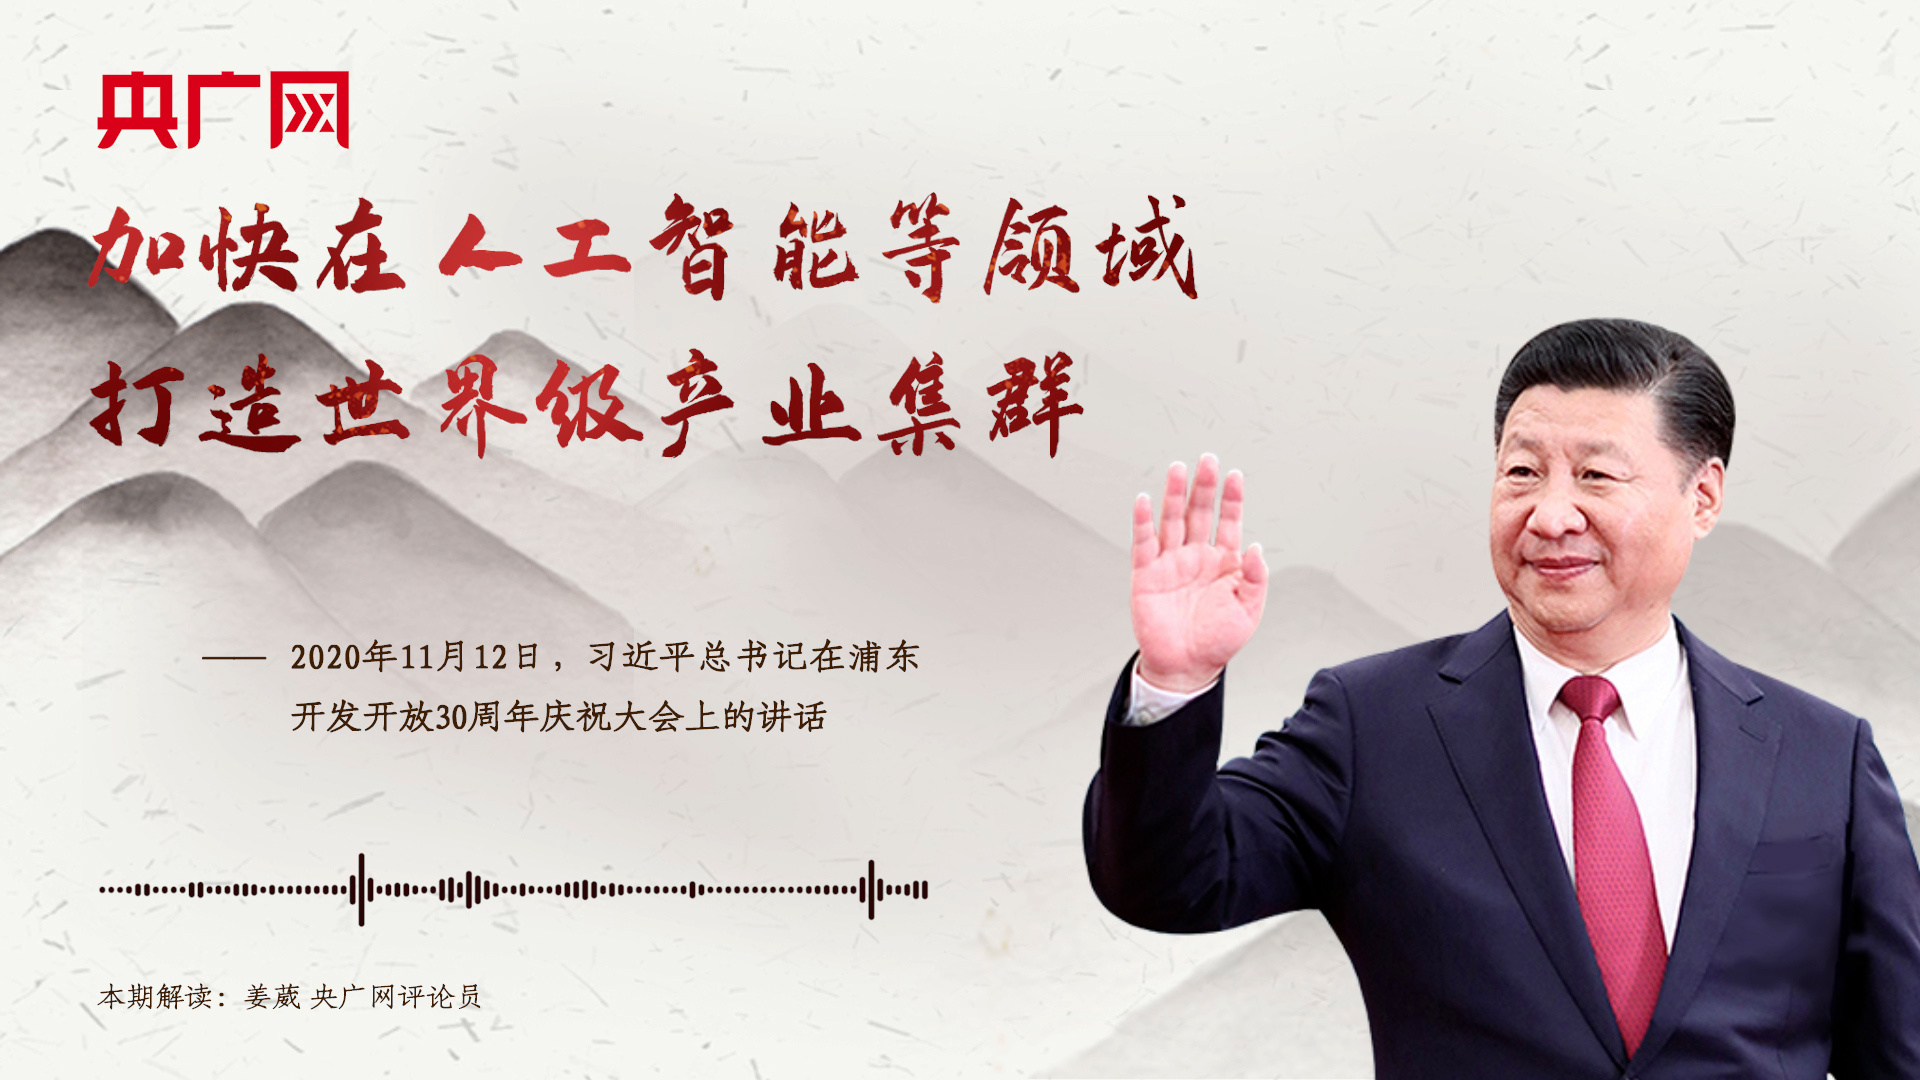 央广网
加快在人工智能等领域
打造世界级产业集群
—— 2020年11月12日，习近平总书记在浦东
开发开放30周年庆祝大会上的讲话
本期解读：姜葳 央广网评论员